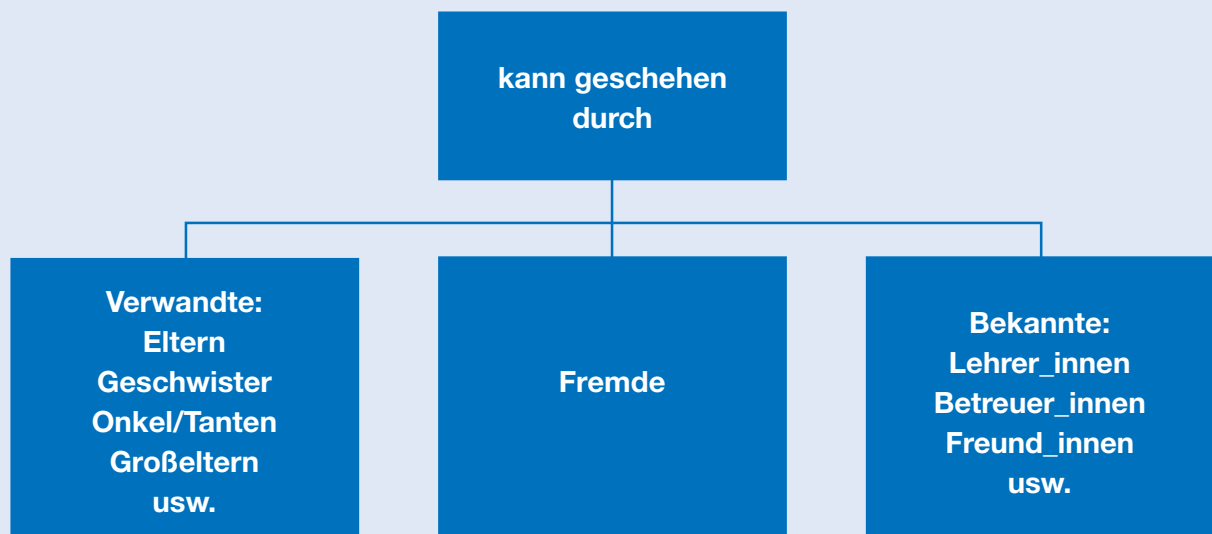 kann geschehen
durch
Verwandte:
Eltern
Geschwister
Onkel/Tanten
Großeltern
usw.
Fremde
Bekannte:
Lehrer_innen
Betreuer_innen
Freund_innen
usw.